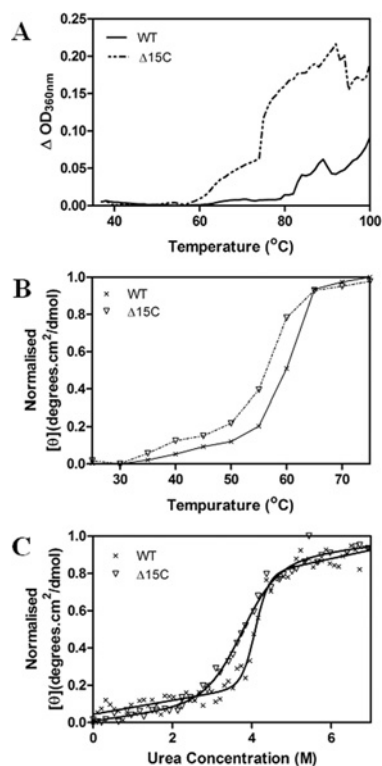 A
WT
Δ15C
Δ OD360nm
0.25
0.20
0.15
0.10
0.05
0.00
40 60 80 100
Temperature (°C)
B
WT
Δ15C
Normalised
[θ](degrees.cm²/dmol)
1.0
0.8
0.6
0.4
0.2
0.0
30 40 50 60 70
Tempurature (°C)
C
WT
Δ15C
Normalised
[θ](degrees.cm²/dmol)
1.0
0.8
0.6
0.4
0.2
0.0
0 2 4 6
Urea Concentration (M)